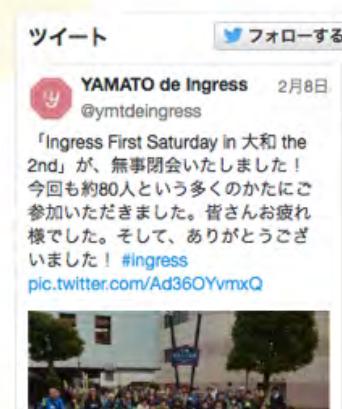 ツイート
フォローする
YAMATO de Ingress 2月8日
@ymtdeingress
「Ingress First Saturday in 大和 the
2nd」が、無事閉会いたしました！
今回も約80人という多くのかたにご
参加いただきました。皆さんお疲れ
様でした。そして、ありがとうござ
いました！ #ingress
pic.twitter.com/Ad36OYvmxQ